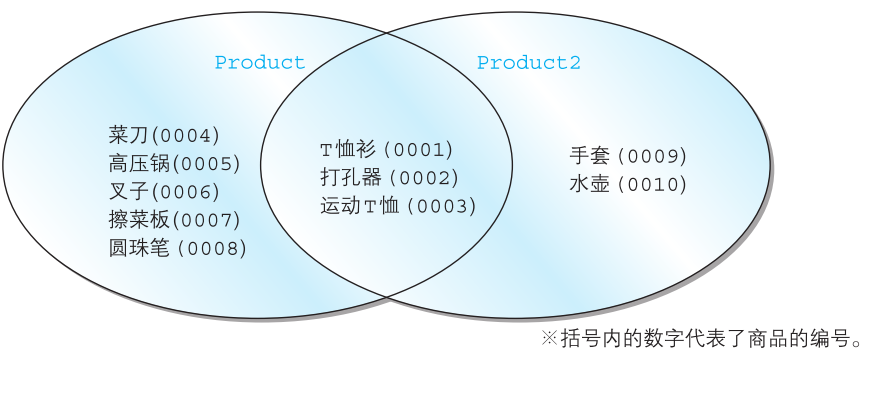 Product
Product2
菜刀(0004)
高压锅(0005)
叉子(0006)
擦菜板(0007)
圆珠笔(0008)
T恤衫(0001)
打孔器(0002)
运动T恤(0003)
手套(0009)
水壶(0010)
※括号内的数字代表了商品的编号。